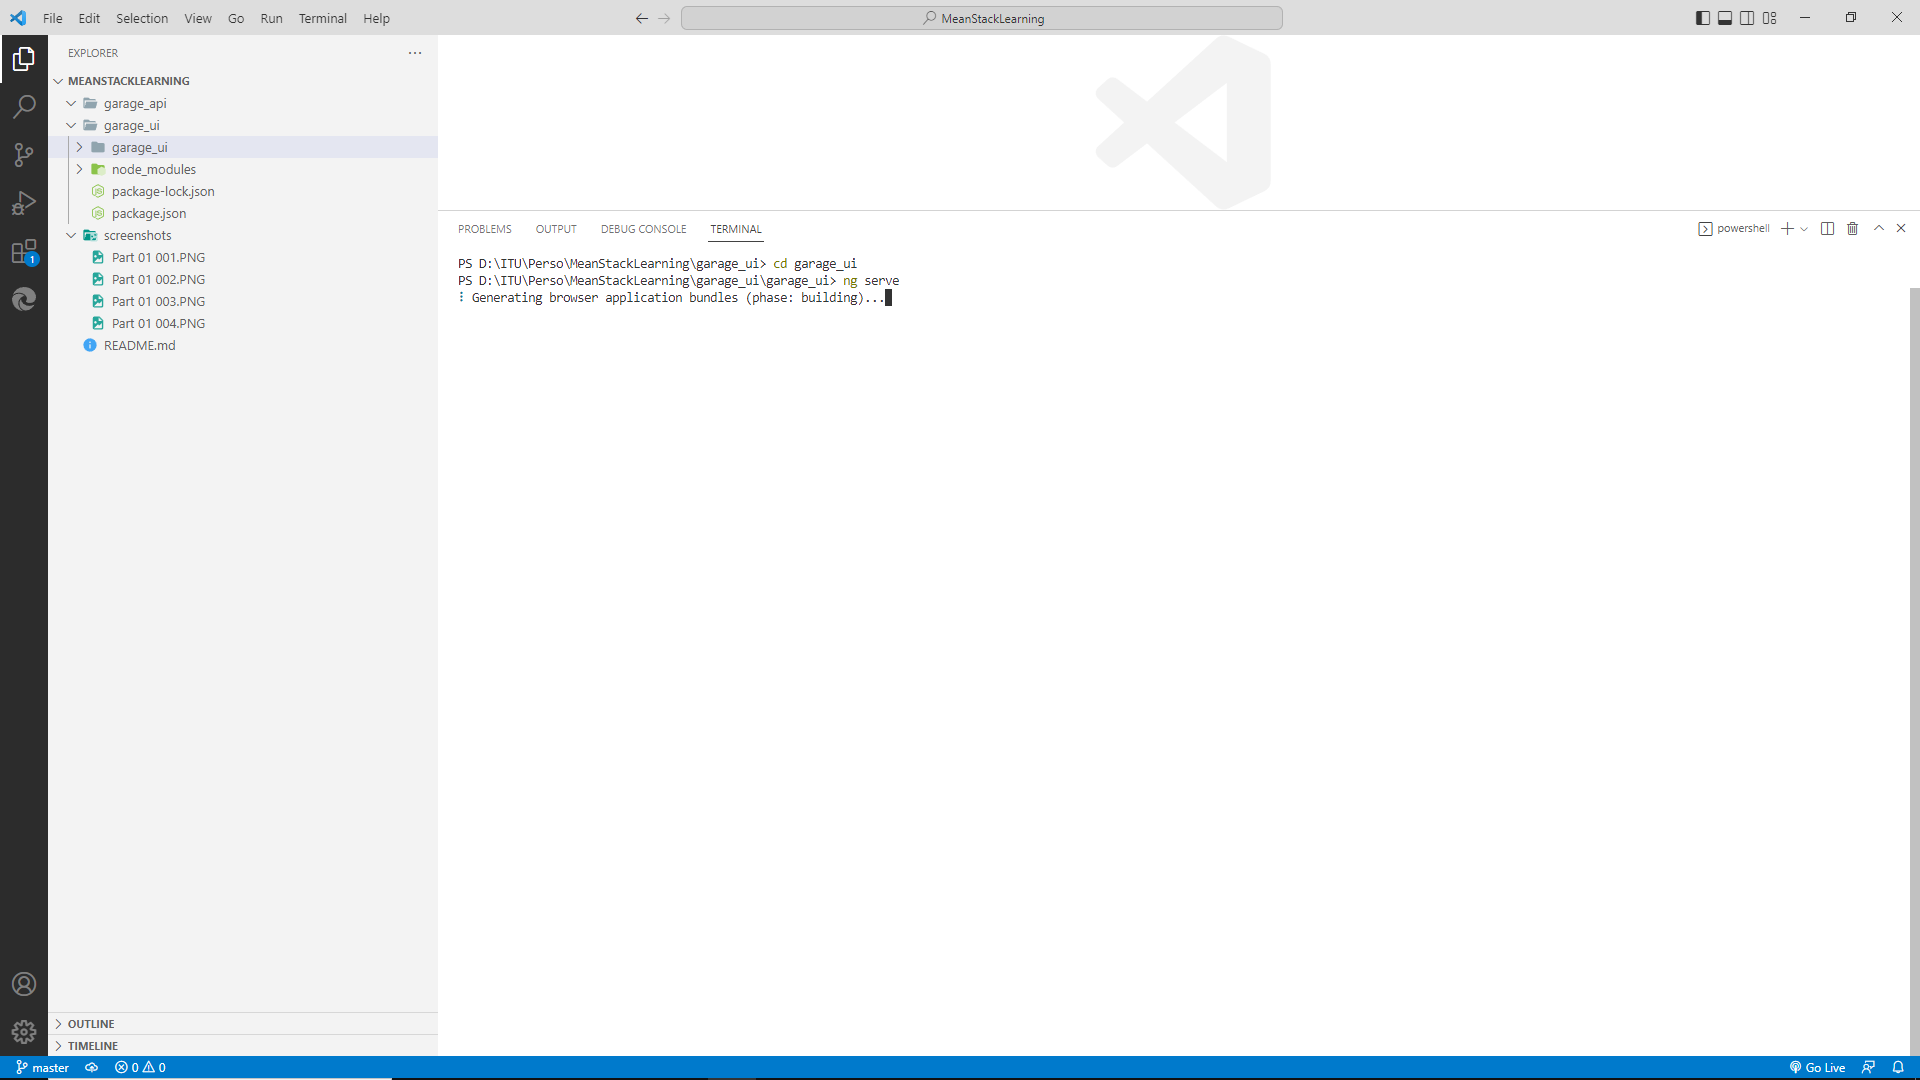 File Edit Selection View Go Run Terminal Help
MeanStackLearning
EXPLORER
MEANSTACKLEARNING
garage_api
garage_ui
garage_ui
node_modules
package-lock.json
package.json
screenshots
Part 01 001.PNG
Part 01 002.PNG
Part 01 003.PNG
Part 01 004.PNG
README.md
1
OUTLINE
TIMELINE
PROBLEMS OUTPUT DEBUG CONSOLE TERMINAL
powershell
PS D:\ITU\Perso\MeanStackLearning\garage_ui> cd garage_ui
PS D:\ITU\Perso\MeanStackLearning\garage_ui\garage_ui> ng serve
⠇ Generating browser application bundles (phase: building)...
master 0 0 Go Live